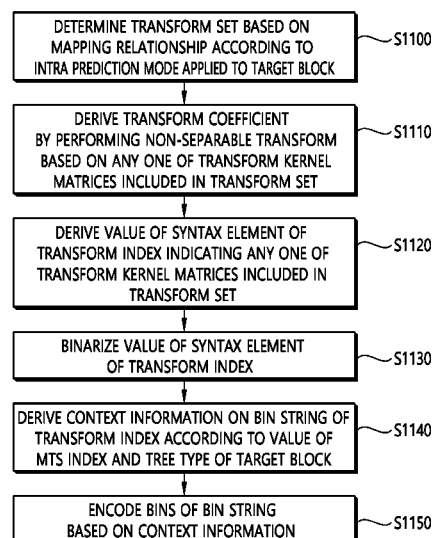 DETERMINE TRANSFORM SET BASED ON
MAPPING RELATIONSHIP ACCORDING TO
INTRA PREDICTION MODE APPLIED TO TARGET BLOCK
S1100
DERIVE TRANSFORM COEFFICIENT
BY PERFORMING NON-SEPARABLE TRANSFORM
BASED ON ANY ONE OF TRANSFORM KERNEL
MATRICES INCLUDED IN TRANSFORM SET
S1110
DERIVE VALUE OF SYNTAX ELEMENT OF
TRANSFORM INDEX INDICATING ANY ONE OF
TRANSFORM KERNEL MATRICES INCLUDED IN
TRANSFORM SET
S1120
BINARIZE VALUE OF SYNTAX ELEMENT
OF TRANSFORM INDEX
S1130
DERIVE CONTEXT INFORMATION ON BIN STRING OF
TRANSFORM INDEX ACCORDING TO VALUE OF
MTS INDEX AND TREE TYPE OF TARGET BLOCK
S1140
ENCODE BINS OF BIN STRING
BASED ON CONTEXT INFORMATION
S1150